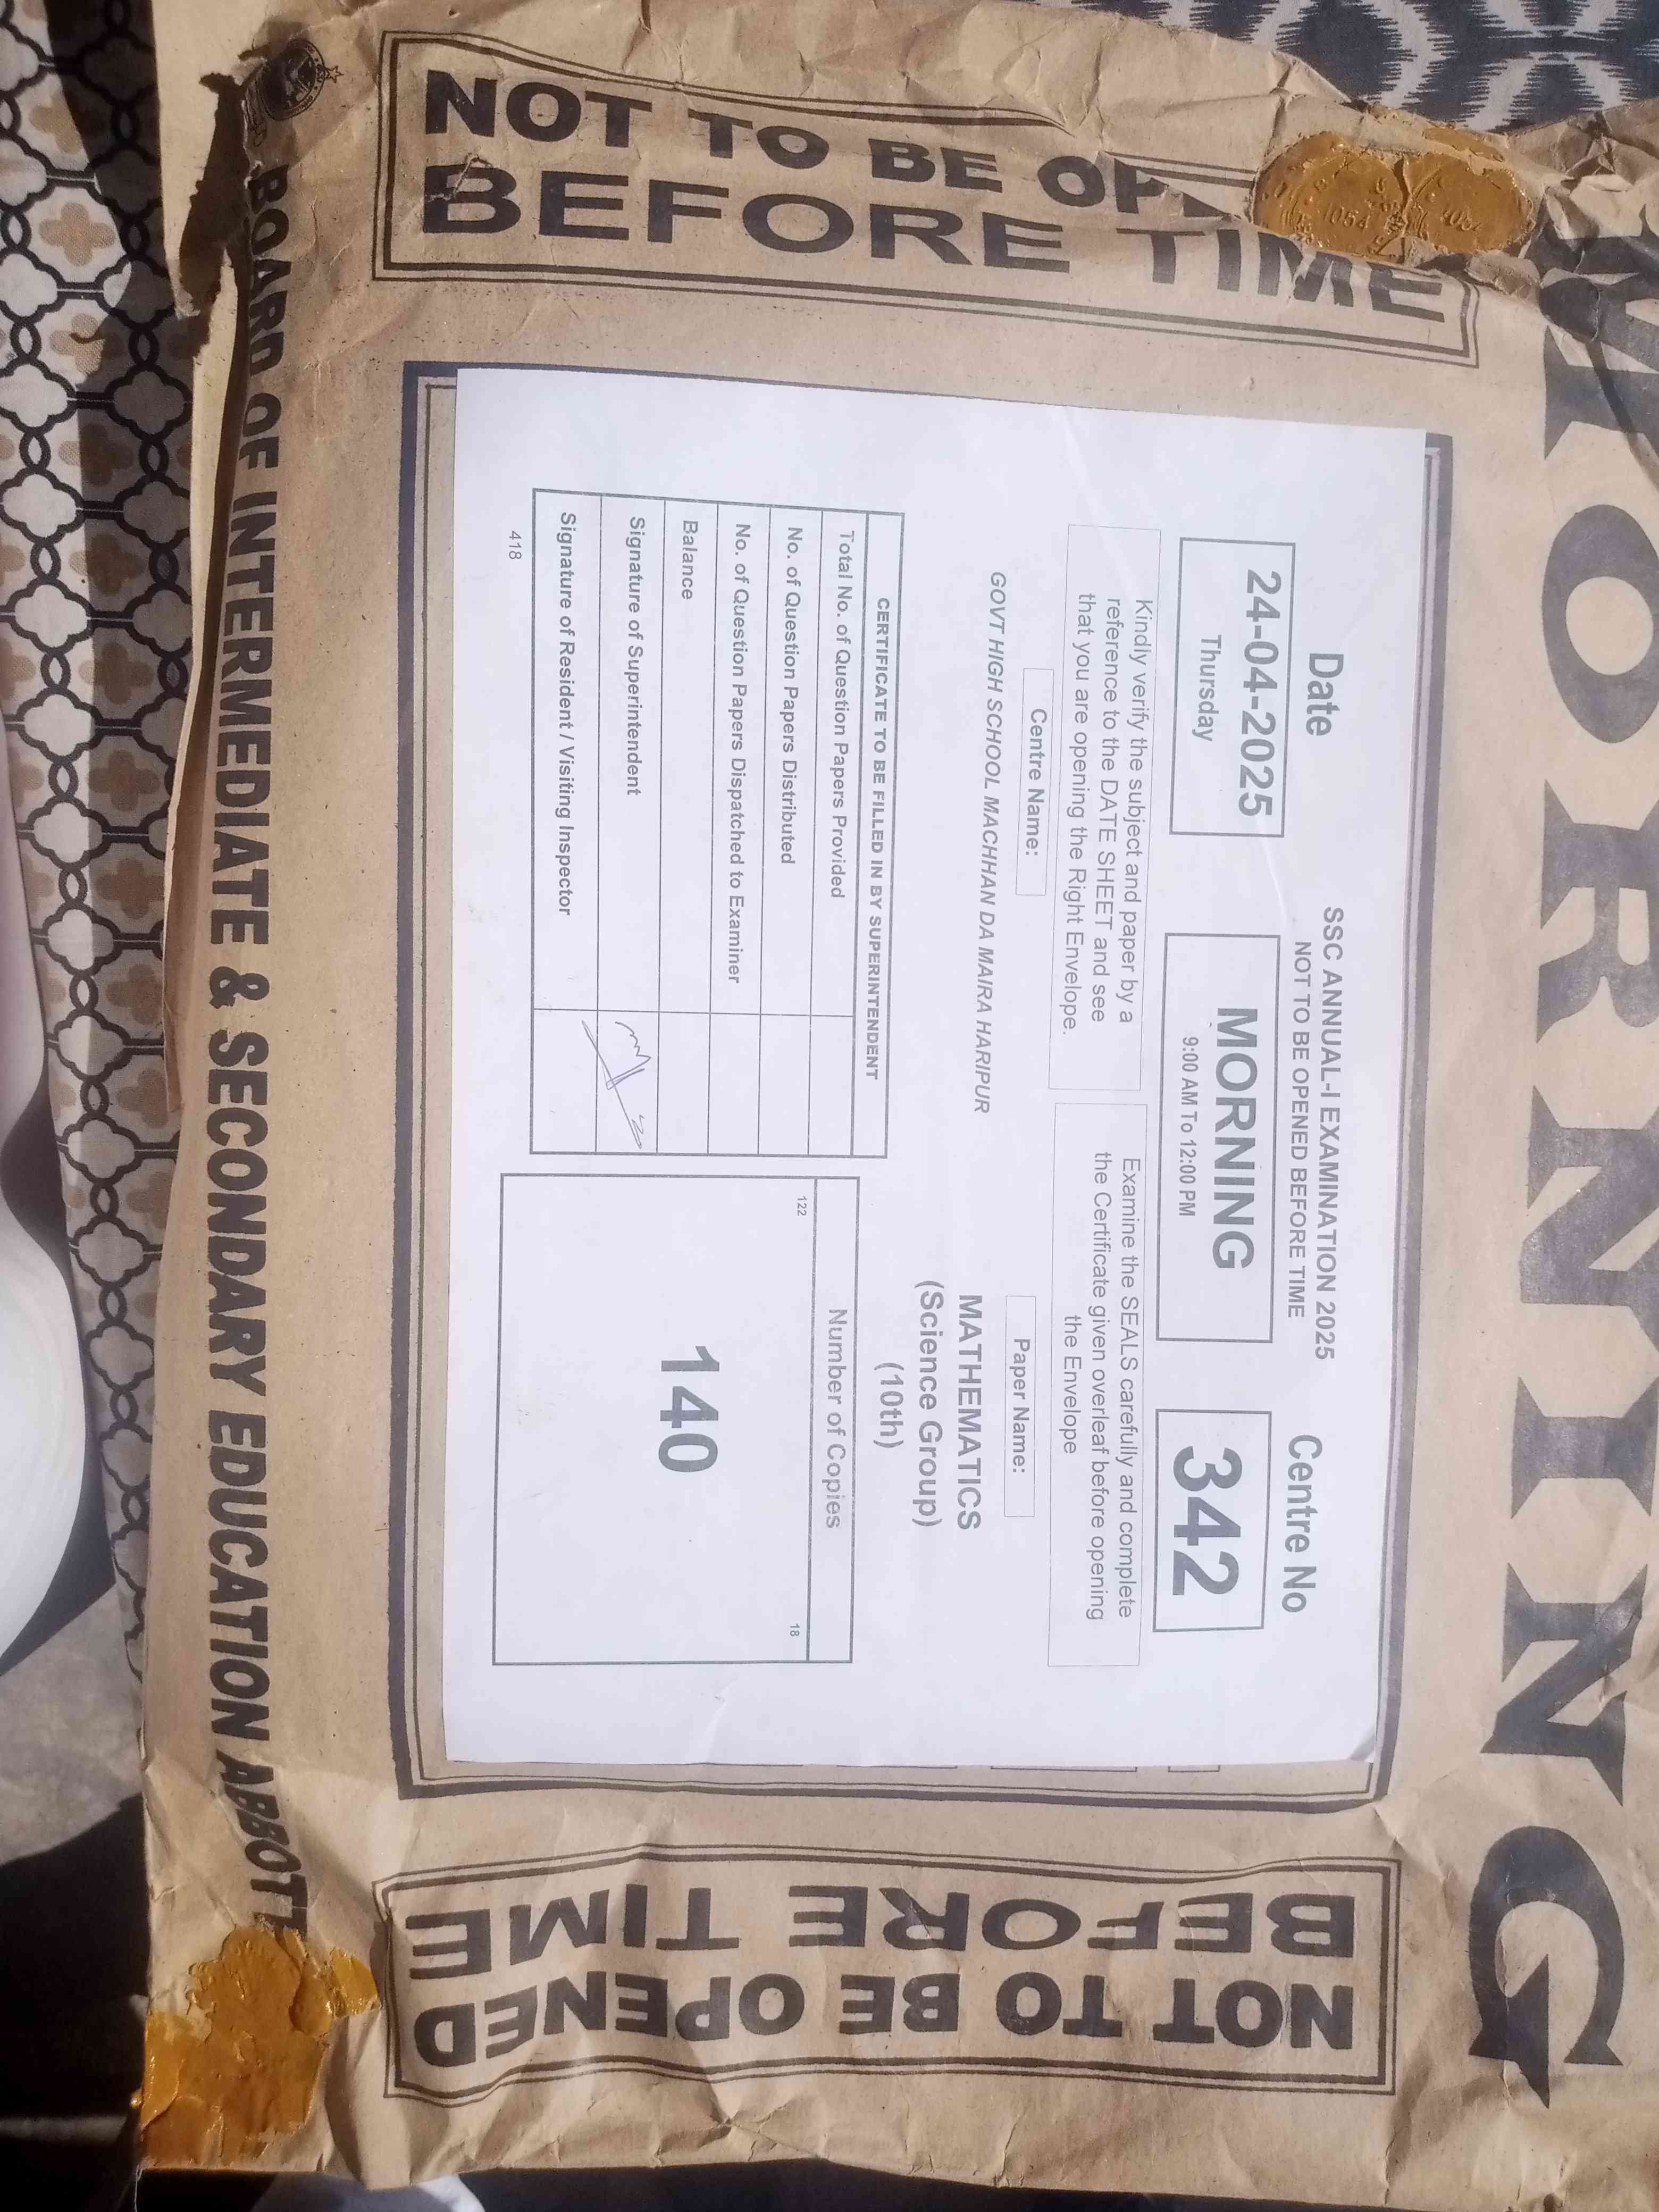 MORNING
NOT TO BE OP
BEFORE TIME
Date
24-04-2025
Thursday
SSC ANNUAL-I EXAMINATION 2025
NOT TO BE OPENED BEFORE TIME
MORNING
9:00 AM To 12:00 PM
Centre No
342
Kindly verify the subject and paper by a
reference to the DATE SHEET and see
that you are opening the Right Envelope.
Examine the SEALS carefully and complete
the Certificate given overleaf before opening
the Envelope
Centre Name:
GOVT HIGH SCHOOL MACHHAN DA MAIRA HARIPUR
Paper Name:
MATHEMATICS
(Science Group)
(10th)
CERTIFICATE TO BE FILLED IN BY SUPERINTENDENT
Total No. of Question Papers Provided
No. of Question Papers Distributed
No. of Question Papers Dispatched to Examiner
Balance
Signature of Superintendent
Signature of Resident / Visiting Inspector
418
Number of Copies
122
18
140
NOT TO BE OPENED
BEFORE TIME
BOARD OF INTERMEDIATE & SECONDARY EDUCATION ABBOTT
1054